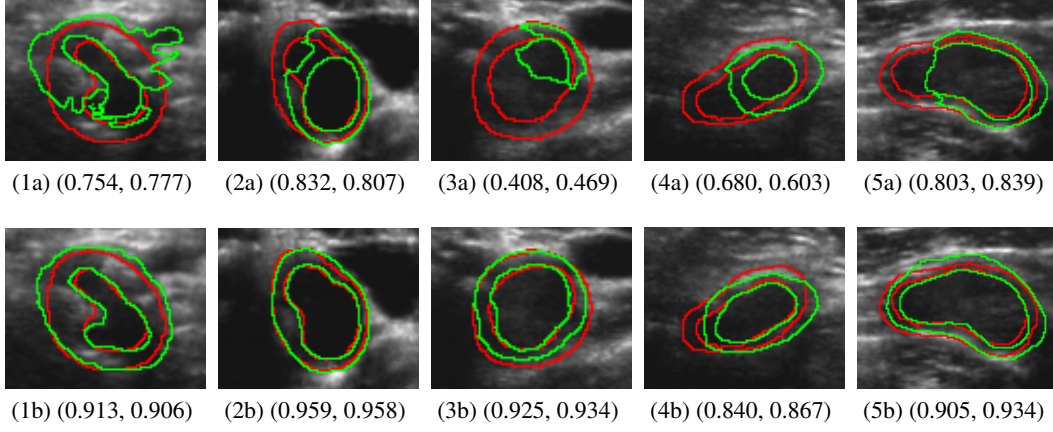 (1a) (0.754, 0.777) (2a) (0.832, 0.807) (3a) (0.408, 0.469) (4a) (0.680, 0.603) (5a) (0.803, 0.839)
(1b) (0.913, 0.906) (2b) (0.959, 0.958) (3b) (0.925, 0.934) (4b) (0.840, 0.867) (5b) (0.905, 0.934)